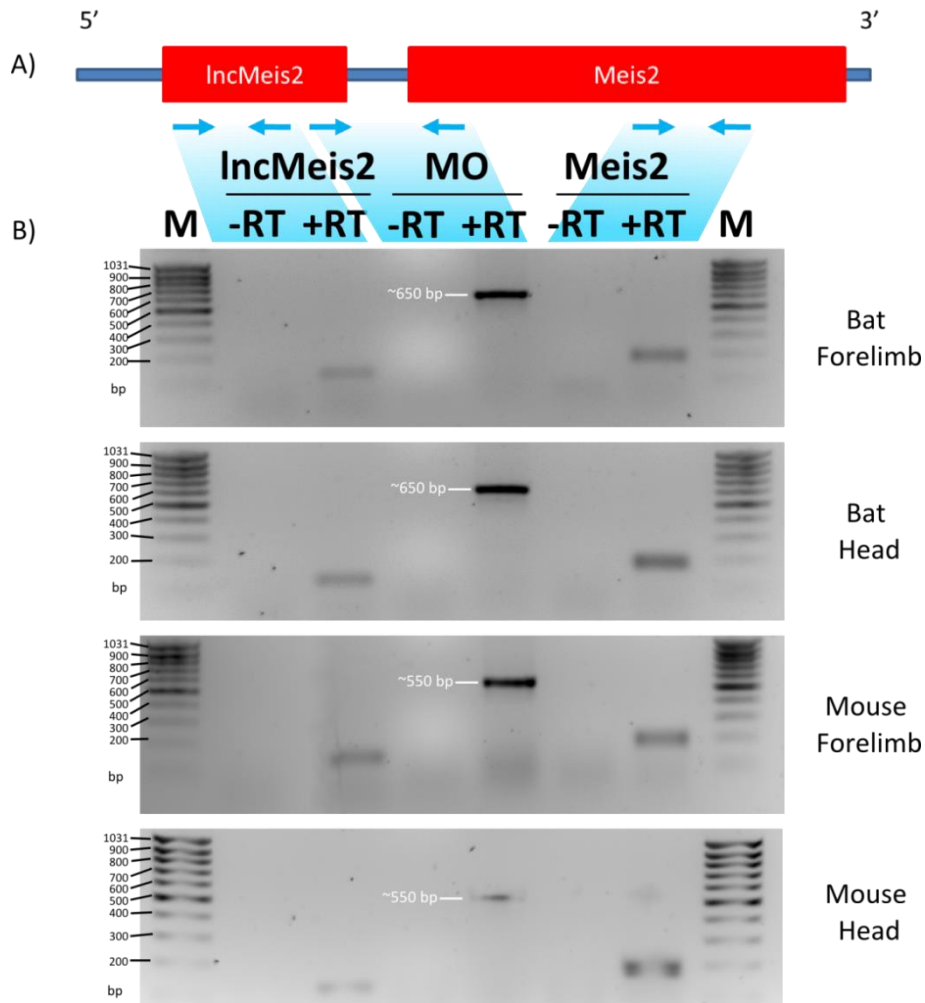 5’ 3’
A)
lncMeis2 Meis2
lncMeis2 MO Meis2
B) M -RT +RT -RT +RT -RT +RT M
1031
900
800
700
600
500
400
300
200
bp
~650 bp
Bat
Forelimb
1031
900
800
700
600
500
400
300
200
bp
~650 bp
Bat
Head
1031
900
800
700
600
500
400
300
200
bp
~550 bp
Mouse
Forelimb
1031
900
800
700
600
500
400
300
200
bp
~550 bp
Mouse
Head